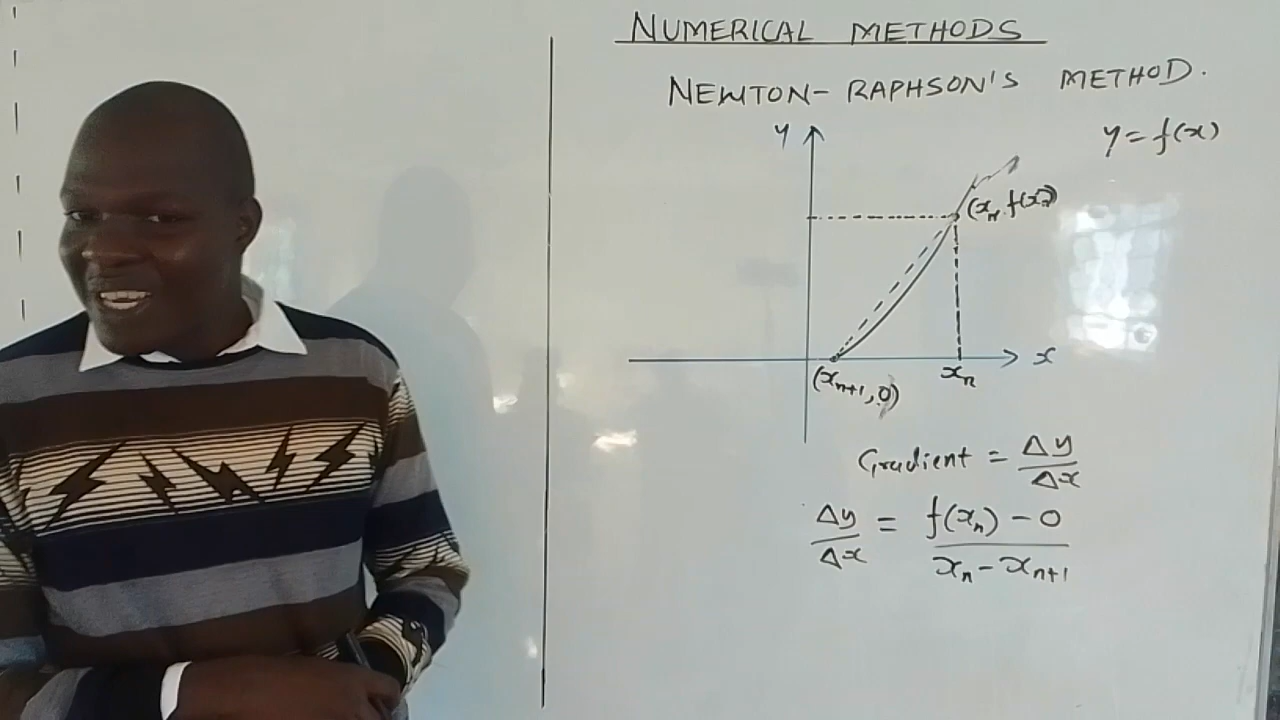 NUMERICAL METHODS
NEWTON-RAPHSON'S METHOD.
y
y = f(x)
(xₙ, f(xₙ))
(xₙ₊₁, 0)
xₙ
x
Gradient = Δy/Δx
Δy/Δx = (f(xₙ) - 0)/(xₙ - xₙ₊₁)